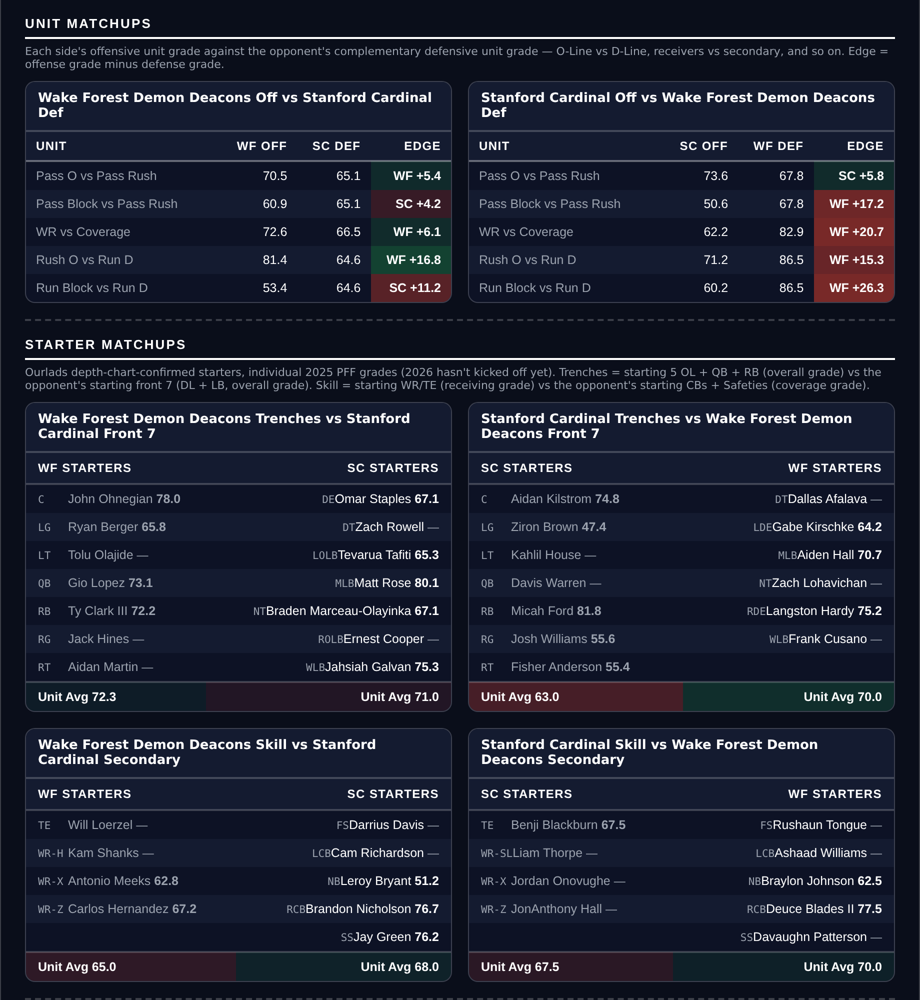 UNIT MATCHUPS
Each side's offensive unit grade against the opponent's complementary defensive unit grade — O-Line vs D-Line, receivers vs secondary, and so on. Edge =
offense grade minus defense grade.
Wake Forest Demon Deacons Off vs Stanford Cardinal
Def
UNIT WF OFF SC DEF EDGE
Pass O vs Pass Rush 70.5 65.1 WF +5.4
Pass Block vs Pass Rush 60.9 65.1 SC +4.2
WR vs Coverage 72.6 66.5 WF +6.1
Rush O vs Run D 81.4 64.6 WF +16.8
Run Block vs Run D 53.4 64.6 SC +11.2
Stanford Cardinal Off vs Wake Forest Demon Deacons
Def
UNIT SC OFF WF DEF EDGE
Pass O vs Pass Rush 73.6 67.8 SC +5.8
Pass Block vs Pass Rush 50.6 67.8 WF +17.2
WR vs Coverage 62.2 82.9 WF +20.7
Rush O vs Run D 71.2 86.5 WF +15.3
Run Block vs Run D 60.2 86.5 WF +26.3
STARTER MATCHUPS
Ourlads depth-chart-confirmed starters, individual 2025 PFF grades (2026 hasn't kicked off yet). Trenches = starting 5 OL + QB + RB (overall grade) vs the
opponent's starting front 7 (DL + LB, overall grade). Skill = starting WR/TE (receiving grade) vs the opponent's starting CBs + Safeties (coverage grade).
Wake Forest Demon Deacons Trenches vs Stanford
Cardinal Front 7
WF STARTERS SC STARTERS
C John Ohnegian 78.0 DEOmar Staples 67.1
LG Ryan Berger 65.8 DTZach Rowell —
LT Tolu Olajide — LOLBTevarua Tafiti 65.3
QB Gio Lopez 73.1 MLBMatt Rose 80.1
RB Ty Clark III 72.2 NTBraden Marceau-Olayinka 67.1
RG Jack Hines — ROLBErnest Cooper —
RT Aidan Martin — WLBJahsiah Galvan 75.3
Unit Avg 72.3 Unit Avg 71.0
Stanford Cardinal Trenches vs Wake Forest Demon
Deacons Front 7
SC STARTERS WF STARTERS
C Aidan Kilstrom 74.8 DTDallas Afalava —
LG Ziron Brown 47.4 LDEGabe Kirschke 64.2
LT Kahlil House — MLBAiden Hall 70.7
QB Davis Warren — NTZach Lohavichan —
RB Micah Ford 81.8 RDELangston Hardy 75.2
RG Josh Williams 55.6 WLBFrank Cusano —
RT Fisher Anderson 55.4
Unit Avg 63.0 Unit Avg 70.0
Wake Forest Demon Deacons Skill vs Stanford
Cardinal Secondary
WF STARTERS SC STARTERS
TE Will Loerzel — FSDarrius Davis —
WR-H Kam Shanks — LCBCam Richardson —
WR-X Antonio Meeks 62.8 NBLeroy Bryant 51.2
WR-Z Carlos Hernandez 67.2 RCBBrandon Nicholson 76.7
SSJay Green 76.2
Unit Avg 65.0 Unit Avg 68.0
Stanford Cardinal Skill vs Wake Forest Demon
Deacons Secondary
SC STARTERS WF STARTERS
TE Benji Blackburn 67.5 FSRushaun Tongue —
WR-SLLiam Thorpe — LCBAshaad Williams —
WR-X Jordan Onovughe — NBBraylon Johnson 62.5
WR-Z JonAnthony Hall — RCBDeuce Blades II 77.5
SSDavaughn Patterson —
Unit Avg 67.5 Unit Avg 70.0